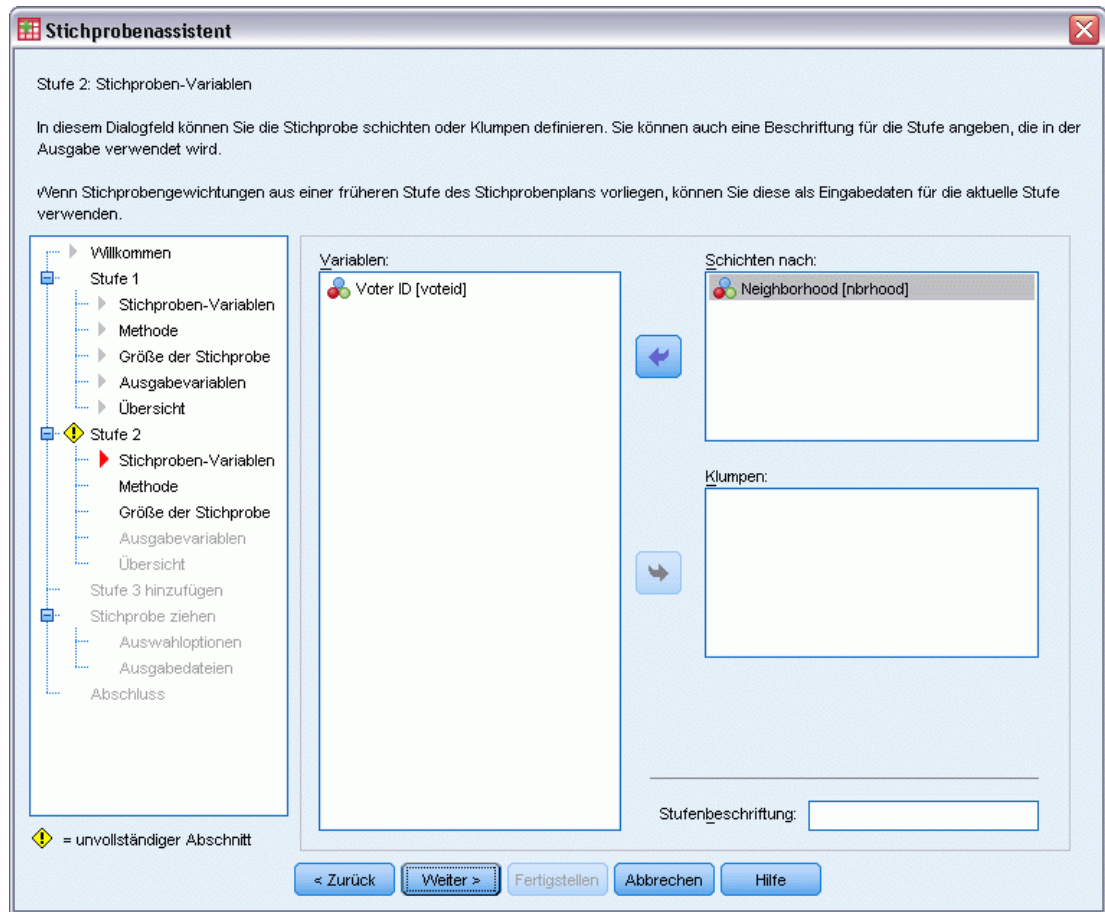 Stichprobenassistent
Stufe 2: Stichproben-Variablen
In diesem Dialogfeld können Sie die Stichprobe schichten oder Klumpen definieren. Sie können auch eine Beschriftung für die Stufe angeben, die in der
Ausgabe verwendet wird.
Wenn Stichprobengewichtungen aus einer früheren Stufe des Stichprobenplans vorliegen, können Sie diese als Eingabedaten für die aktuelle Stufe
verwenden.
Willkommen
Stufe 1
Stichproben-Variablen
Methode
Größe der Stichprobe
Ausgabevariablen
Übersicht
Stufe 2
Stichproben-Variablen
Methode
Größe der Stichprobe
Ausgabevariablen
Übersicht
Stufe 3 hinzufügen
Stichprobe ziehen
Auswahloptionen
Ausgabedateien
Abschluss
! = unvollständiger Abschnitt
Variablen:
Voter ID [voteid]
Schichten nach:
Neighborhood [nbrhood]
Klumpen:
Stufenbeschriftung:
< Zurück
Weiter >
Fertigstellen
Abbrechen
Hilfe